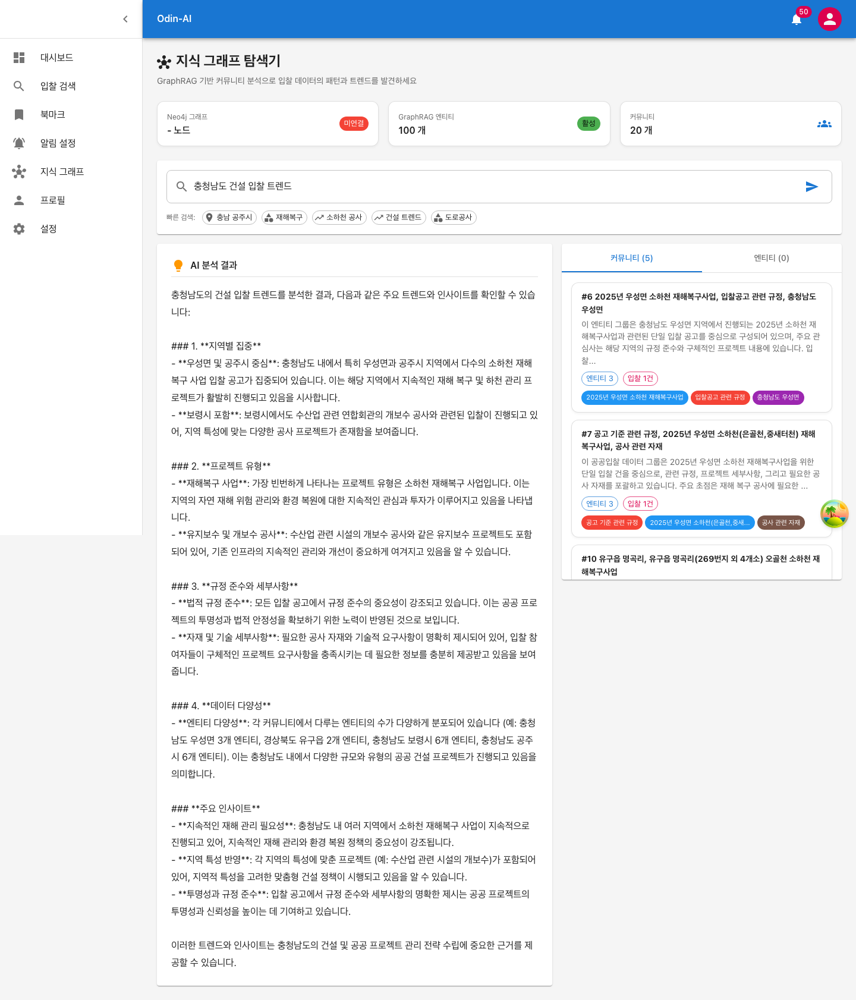 Odin-AI
50
대시보드
입찰 검색
북마크
알림 설정
지식 그래프
프로필
설정
지식 그래프 탐색기
GraphRAG 기반 커뮤니티 분석으로 입찰 데이터의 패턴과 트렌드를 발견하세요
Neo4j 그래프
- 노드
미연결
GraphRAG 엔티티
100 개
활성
커뮤니티
20 개
충청남도 건설 입찰 트렌드
빠른 검색:
충남 공주시
재해복구
소하천 공사
건설 트렌드
도로공사
AI 분석 결과
충청남도의 건설 입찰 트렌드를 분석한 결과, 다음과 같은 주요 트렌드와 인사이트를 확인할 수 있습
니다:
### 1. **지역별 집중**
- **우성면 및 공주시 중심**: 충청남도 내에서 특히 우성면과 공주시 지역에서 다수의 소하천 재해
복구 사업 입찰 공고가 집중되어 있습니다. 이는 해당 지역에서 지속적인 재해 복구 및 하천 관리 프
로젝트가 활발히 진행되고 있음을 시사합니다.
- **보령시 포함**: 보령시에서도 수산업 관련 연합회관의 개보수 공사와 관련된 입찰이 진행되고 있
어, 지역 특성에 맞는 다양한 공사 프로젝트가 존재함을 보여줍니다.
### 2. **프로젝트 유형**
- **재해복구 사업**: 가장 빈번하게 나타나는 프로젝트 유형은 소하천 재해복구 사업입니다. 이는
지역의 자연 재해 위험 관리와 환경 복원에 대한 지속적인 관심과 투자가 이루어지고 있음을 나타냅
니다.
- **유지보수 및 개보수 공사**: 수산업 관련 시설의 개보수 공사와 같은 유지보수 프로젝트도 포함
되어 있어, 기존 인프라의 지속적인 관리와 개선이 중요하게 여겨지고 있음을 알 수 있습니다.
### 3. **규정 준수와 세부사항**
- **법적 규정 준수**: 모든 입찰 공고에서 규정 준수의 중요성이 강조되고 있습니다. 이는 공공 프로
젝트의 투명성과 법적 안정성을 확보하기 위한 노력이 반영된 것으로 보입니다.
- **자재 및 기술 세부사항**: 필요한 공사 자재와 기술적 요구사항이 명확히 제시되어 있어, 입찰 참
여자들이 구체적인 프로젝트 요구사항을 충족시키는 데 필요한 정보를 충분히 제공받고 있음을 보여
줍니다.
### 4. **데이터 다양성**
- **엔티티 다양성**: 각 커뮤니티에서 다루는 엔티티의 수가 다양하게 분포되어 있습니다 (예: 충청
남도 우성면 3개 엔티티, 경상북도 유구읍 2개 엔티티, 충청남도 보령시 6개 엔티티, 충청남도 공주
시 6개 엔티티). 이는 충청남도 내에서 다양한 규모와 유형의 공공 건설 프로젝트가 진행되고 있음을
의미합니다.
### **주요 인사이트**
- **지속적인 재해 관리 필요성**: 충청남도 내 여러 지역에서 소하천 재해복구 사업이 지속적으로
진행되고 있어, 지속적인 재해 관리와 환경 복원 정책의 중요성이 강조됩니다.
- **지역 특성 반영**: 각 지역의 특성에 맞춘 프로젝트 (예: 수산업 관련 시설의 개보수)가 포함되어
있어, 지역적 특성을 고려한 맞춤형 건설 정책이 시행되고 있음을 알 수 있습니다.
- **투명성과 규정 준수**: 입찰 공고에서 규정 준수와 세부사항의 명확한 제시는 공공 프로젝트의
투명성과 신뢰성을 높이는 데 기여하고 있습니다.
이러한 트렌드와 인사이트는 충청남도의 건설 및 공공 프로젝트 관리 전략 수립에 중요한 근거를 제
공할 수 있습니다.
커뮤니티 (5)
엔티티 (0)
#6 2025년 우성면 소하천 재해복구사업, 입찰공고 관련 규정, 충청남도
우성면
이 엔티티 그룹은 충청남도 우성면 지역에서 진행되는 2025년 소하천 재
해복구사업과 관련된 단일 입찰 공고를 중심으로 구성되어 있으며, 주요 관
심사는 해당 지역의 규정 준수와 구체적인 프로젝트 내용에 있습니다. 입
찰...
엔티티 3
입찰 1건
2025년 우성면 소하천 재해복구사업
입찰공고 관련 규정
충청남도 우성면
#7 공고 기준 관련 규정, 2025년 우성면 소하천(은골천,중새터천) 재해
복구사업, 공사 관련 자재
이 공공입찰 데이터 그룹은 2025년 우성면 소하천 재해복구사업을 위한
단일 입찰 건을 중심으로, 관련 규정, 프로젝트 세부사항, 그리고 필요한 공
사 자재를 포괄하고 있습니다. 주요 초점은 재해 복구 공사에 필요한 ...
엔티티 3
입찰 1건
공고 기준 관련 규정
2025년 우성면 소하천(은골천,중새...
공사 관련 자재
#10 유구읍 명곡리, 유구읍 명곡리(269번지 외 4개소) 오골천 소하천 재
해복구사업